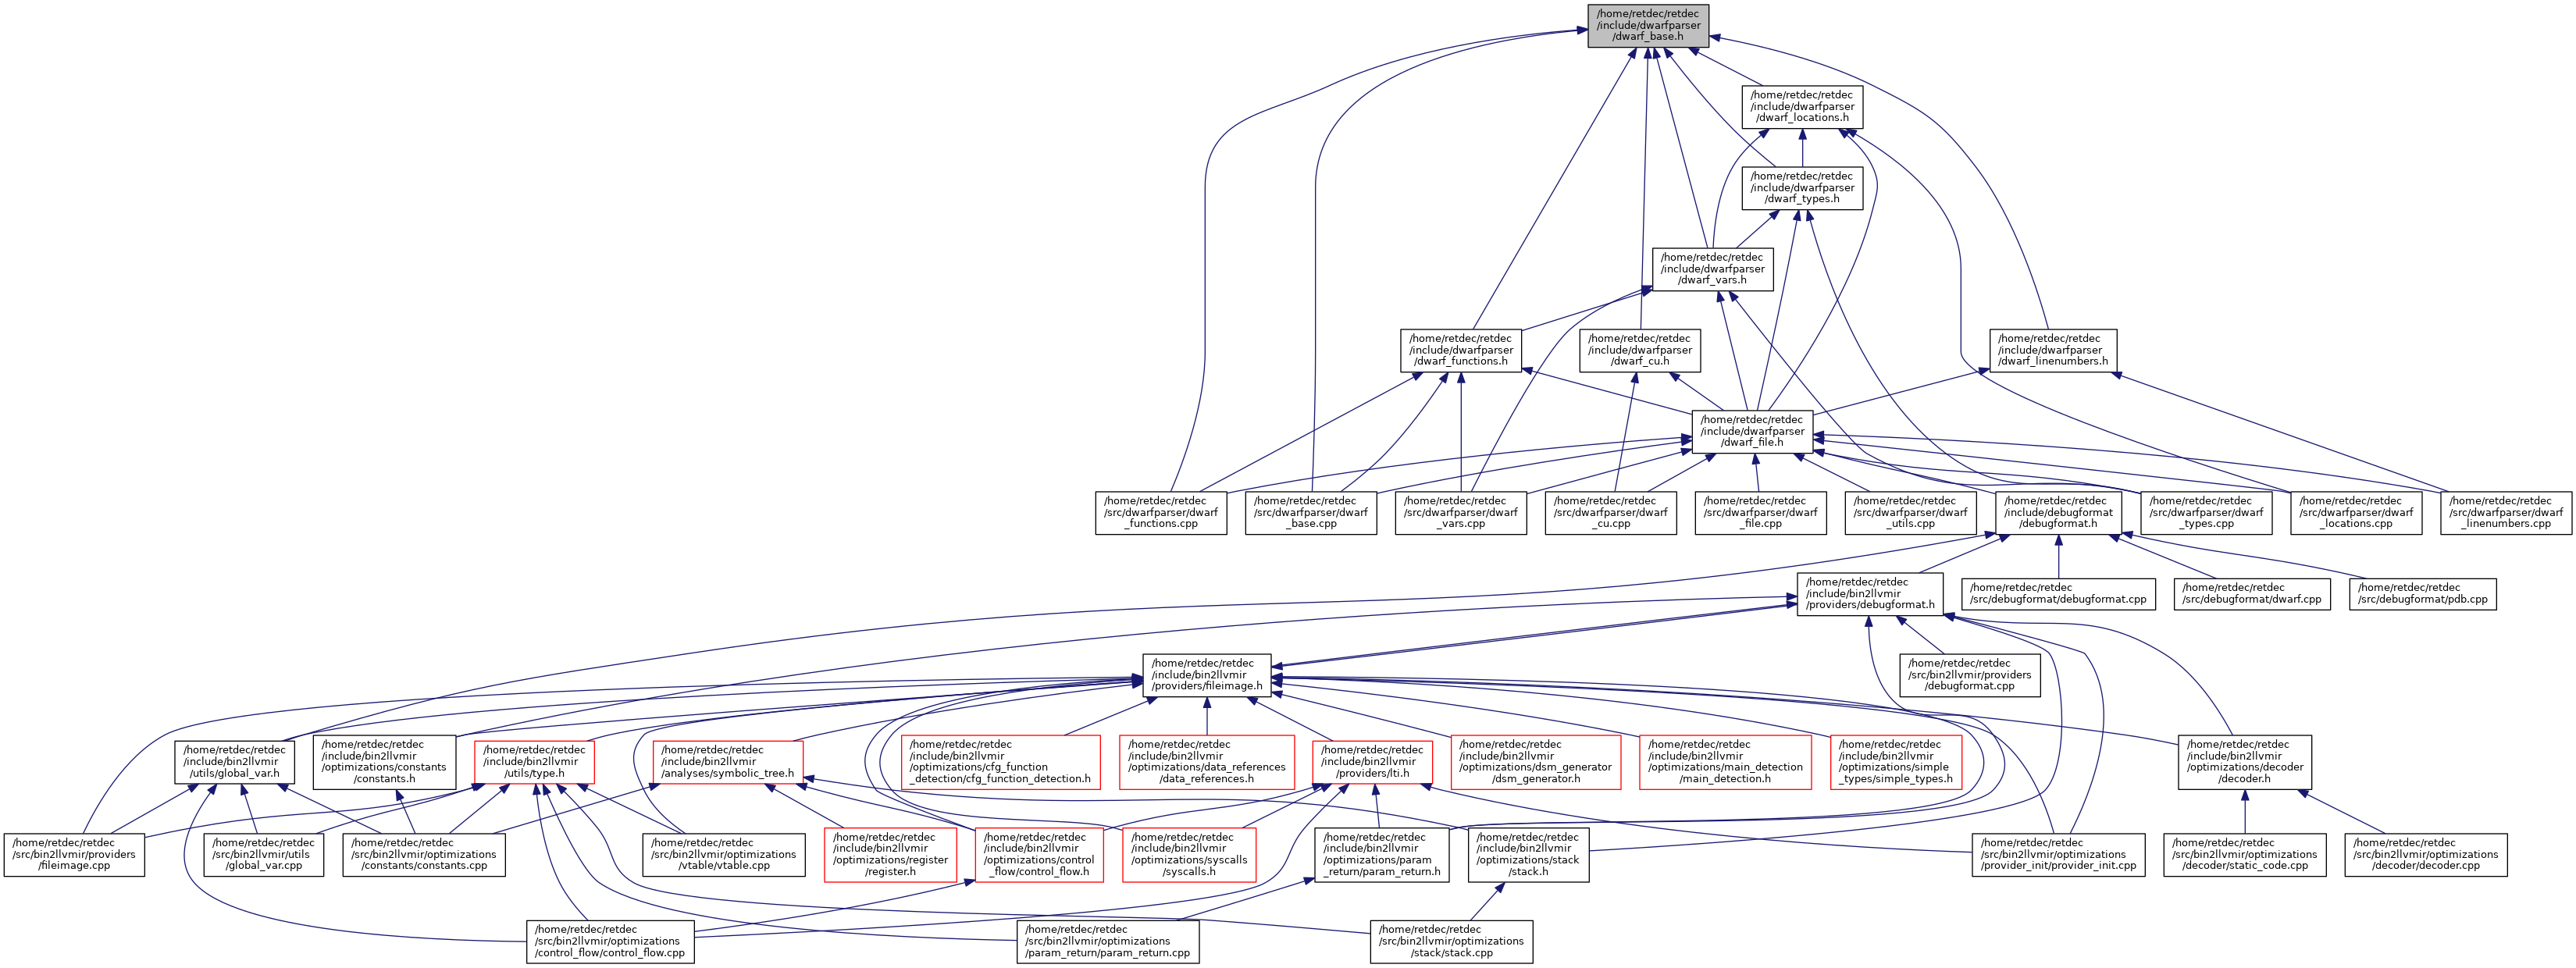 /home/retdec/retdec
/include/dwarfparser
/dwarf_base.h
/home/retdec/retdec
/include/dwarfparser
/dwarf_locations.h
/home/retdec/retdec
/include/dwarfparser
/dwarf_types.h
/home/retdec/retdec
/include/dwarfparser
/dwarf_vars.h
/home/retdec/retdec
/include/dwarfparser
/dwarf_functions.h
/home/retdec/retdec
/include/dwarfparser
/dwarf_cu.h
/home/retdec/retdec
/include/dwarfparser
/dwarf_linenumbers.h
/home/retdec/retdec
/include/dwarfparser
/dwarf_file.h
/home/retdec/retdec
/src/dwarfparser/dwarf
_functions.cpp
/home/retdec/retdec
/src/dwarfparser/dwarf
_base.cpp
/home/retdec/retdec
/src/dwarfparser/dwarf
_vars.cpp
/home/retdec/retdec
/src/dwarfparser/dwarf
_cu.cpp
/home/retdec/retdec
/src/dwarfparser/dwarf
_file.cpp
/home/retdec/retdec
/src/dwarfparser/dwarf
_utils.cpp
/home/retdec/retdec
/include/debugformat
/debugformat.h
/home/retdec/retdec
/src/dwarfparser/dwarf
_types.cpp
/home/retdec/retdec
/src/dwarfparser/dwarf
_locations.cpp
/home/retdec/retdec
/src/dwarfparser/dwarf
_linenumbers.cpp
/home/retdec/retdec
/include/bin2llvmir
/providers/debugformat.h
/home/retdec/retdec
/src/debugformat/debugformat.cpp
/home/retdec/retdec
/src/debugformat/dwarf.cpp
/home/retdec/retdec
/src/debugformat/pdb.cpp
/home/retdec/retdec
/include/bin2llvmir
/providers/fileimage.h
/home/retdec/retdec
/src/bin2llvmir/providers
/debugformat.cpp
/home/retdec/retdec
/include/bin2llvmir
/utils/global_var.h
/home/retdec/retdec
/include/bin2llvmir
/optimizations/constants
/constants.h
/home/retdec/retdec
/include/bin2llvmir
/utils/type.h
/home/retdec/retdec
/include/bin2llvmir
/analyses/symbolic_tree.h
/home/retdec/retdec
/include/bin2llvmir
/optimizations/cfg_function
_detection/cfg_function_detection.h
/home/retdec/retdec
/include/bin2llvmir
/optimizations/data_references
/data_references.h
/home/retdec/retdec
/include/bin2llvmir
/providers/lti.h
/home/retdec/retdec
/include/bin2llvmir
/optimizations/dsm_generator
/dsm_generator.h
/home/retdec/retdec
/include/bin2llvmir
/optimizations/main_detection
/main_detection.h
/home/retdec/retdec
/include/bin2llvmir
/optimizations/simple
_types/simple_types.h
/home/retdec/retdec
/include/bin2llvmir
/optimizations/decoder
/decoder.h
/home/retdec/retdec
/src/bin2llvmir/providers
/fileimage.cpp
/home/retdec/retdec
/src/bin2llvmir/utils
/global_var.cpp
/home/retdec/retdec
/src/bin2llvmir/optimizations
/constants/constants.cpp
/home/retdec/retdec
/src/bin2llvmir/optimizations
/vtable/vtable.cpp
/home/retdec/retdec
/include/bin2llvmir
/optimizations/register
/register.h
/home/retdec/retdec
/include/bin2llvmir
/optimizations/control
_flow/control_flow.h
/home/retdec/retdec
/include/bin2llvmir
/optimizations/syscalls
/syscalls.h
/home/retdec/retdec
/include/bin2llvmir
/optimizations/param
_return/param_return.h
/home/retdec/retdec
/include/bin2llvmir
/optimizations/stack
/stack.h
/home/retdec/retdec
/src/bin2llvmir/optimizations
/provider_init/provider_init.cpp
/home/retdec/retdec
/src/bin2llvmir/optimizations
/decoder/static_code.cpp
/home/retdec/retdec
/src/bin2llvmir/optimizations
/decoder/decoder.cpp
/home/retdec/retdec
/src/bin2llvmir/optimizations
/control_flow/control_flow.cpp
/home/retdec/retdec
/src/bin2llvmir/optimizations
/param_return/param_return.cpp
/home/retdec/retdec
/src/bin2llvmir/optimizations
/stack/stack.cpp